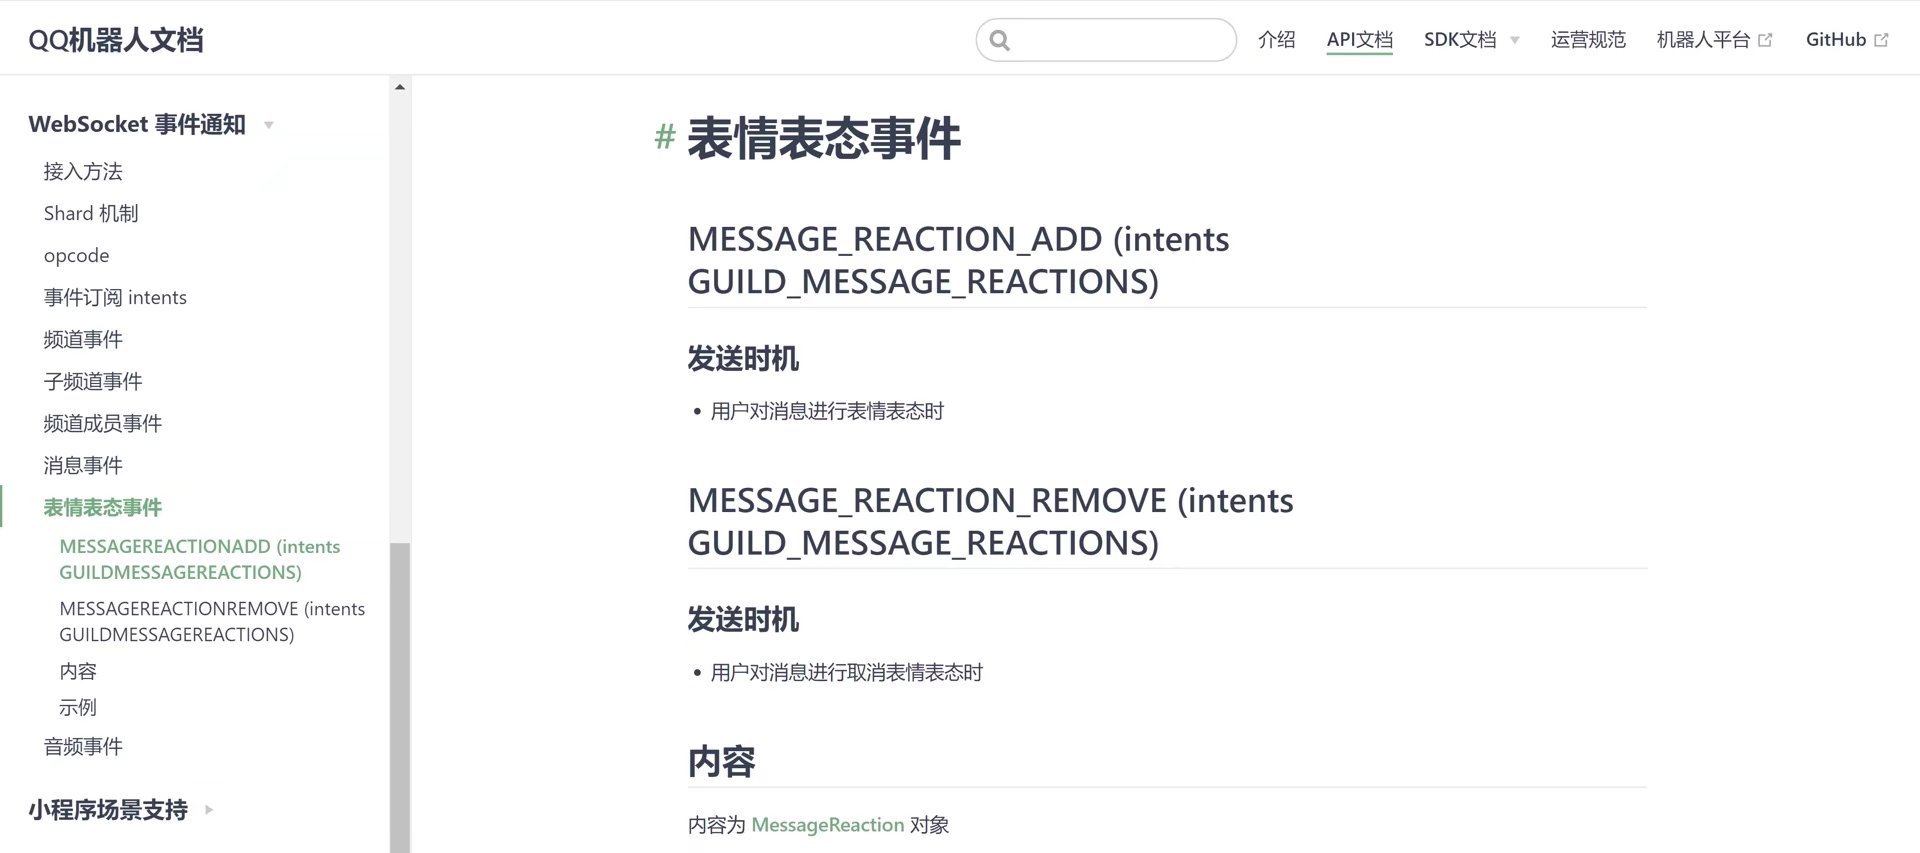 QQ机器人文档
介绍
API文档
SDK文档
运营规范
机器人平台
GitHub
WebSocket 事件通知
接入方法
Shard 机制
opcode
事件订阅 intents
频道事件
子频道事件
频道成员事件
消息事件
表情表态事件
MESSAGEREACTIONADD (intents
GUILDMESSAGEREACTIONS)
MESSAGEREACTIONREMOVE (intents
GUILDMESSAGEREACTIONS)
内容
示例
音频事件
小程序场景支持
# 表情表态事件
MESSAGE_REACTION_ADD (intents
GUILD_MESSAGE_REACTIONS)
发送时机
• 用户对消息进行表情表态时
MESSAGE_REACTION_REMOVE (intents
GUILD_MESSAGE_REACTIONS)
发送时机
• 用户对消息进行取消表情表态时
内容
内容为 MessageReaction 对象